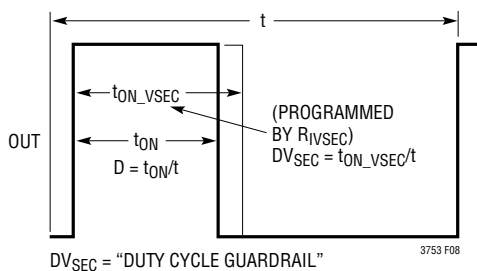 t
tON_VSEC
(PROGRAMMED
BY RIVSEC)
DVSEC = tON_VSEC/t
OUT
tON
D = tON/t
DVSEC = “DUTY CYCLE GUARDRAIL”
3753 F08